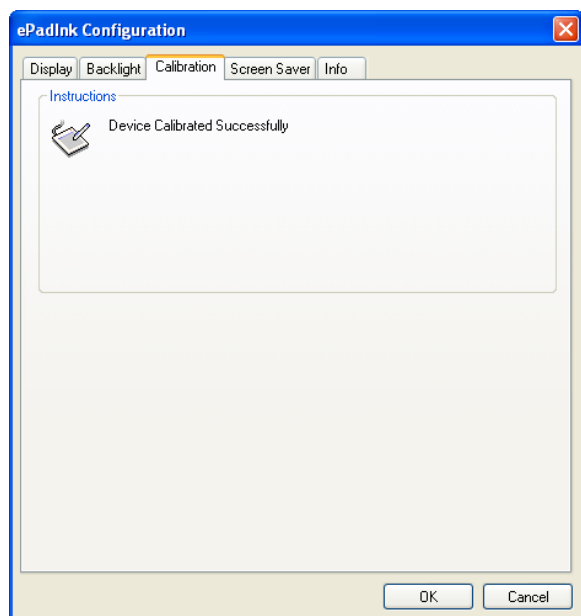 ePadInk Configuration
Display Backlight Calibration Screen Saver Info
Instructions
Device Calibrated Successfully
OK Cancel